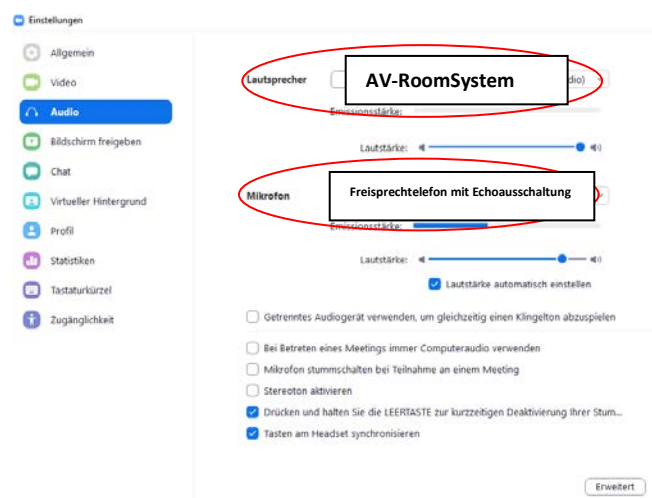 Einstellungen
Allgemein
Video
Audio
Bildschirm freigeben
Chat
Virtueller Hintergrund
Profil
Statistiken
Tastaturkürzel
Zugänglichkeit
Lautsprecher
AV-RoomSystem
dio)
Emissionsstärke:
Lautstärke:
Mikrofon
Freisprechtelefon mit Echoausschaltung
Emissionsstärke:
Lautstärke:
Lautstärke automatisch einstellen
Getrenntes Audiogerät verwenden, um gleichzeitig einen Klingelton abzuspielen
Bei Betreten eines Meetings immer Computeraudio verwenden
Mikrofon stummschalten bei Teilnahme an einem Meeting
Stereoton aktivieren
Drücken und halten Sie die LEERTASTE zur kurzzeitigen Deaktivierung Ihrer Stum...
Tasten am Headset synchronisieren
Erweitert